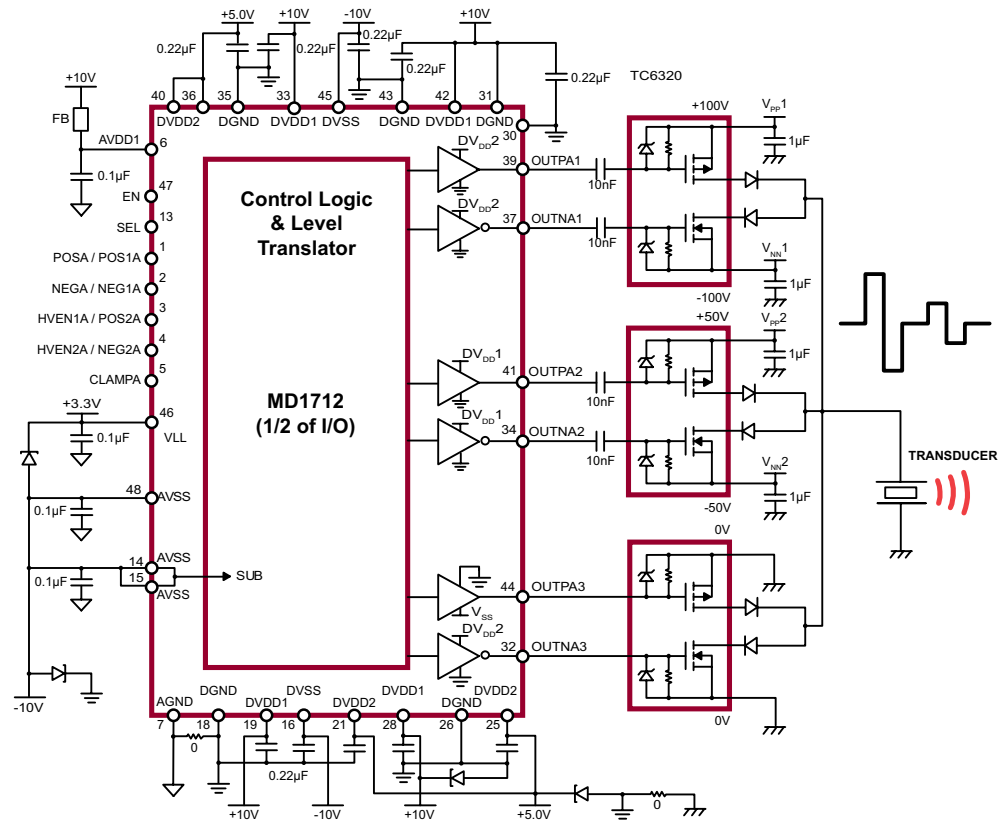 +5.0V +10V -10V +10V
0.22µF 0.22µF 0.22µF 0.22µF 0.22µF
TC6320
+10V
FB
AVDD1
6
0.1µF
40 36 35 33 45 43 42 31
DVDD2 DGND DVDD1 DVSS DGND DVDD1 DGND
30
47
EN
13
SEL
1
POSA / POS1A
2
NEGA / NEG1A
3
HVEN1A / POS2A
4
HVEN2A / NEG2A
5
CLAMPA
+3.3V
46
VLL
0.1µF
48
AVSS
0.1µF
14
AVSS
15
AVSS
0.1µF
SUB
-10V
Control Logic
& Level
Translator
MD1712
(1/2 of I/O)
DVDD2
39 OUTPA1
10nF
DVDD2
37 OUTNA1
10nF
DVDD1
41 OUTPA2
10nF
DVDD1
34 OUTNA2
10nF
44 OUTPA3
VSS
DVDD2
32 OUTNA3
+100V
VPP1
1µF
VNN1
1µF
-100V
+50V
VPP2
1µF
VNN2
1µF
-50V
0V
0V
TRANSDUCER
AGND DGND DVDD1 DVSS DVDD2 DVDD1 DGND DVDD2
7 18 19 16 21 28 26 25
0
0.22µF
0
+10V -10V +10V +5.0V